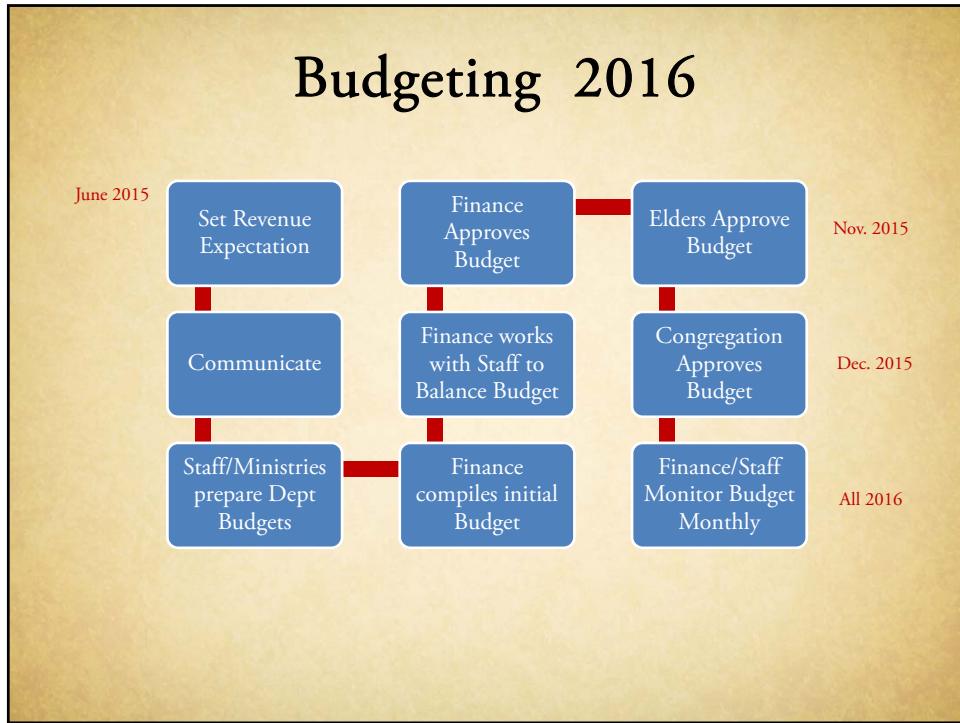 Budgeting 2016
June 2015
Set Revenue
Expectation
Communicate
Staff/Ministries
prepare Dept
Budgets
Finance
compiles initial
Budget
Finance works
with Staff to
Balance Budget
Finance
Approves
Budget
Elders Approve
Budget
Nov. 2015
Congregation
Approves
Budget
Dec. 2015
Finance/Staff
Monitor Budget
Monthly
All 2016